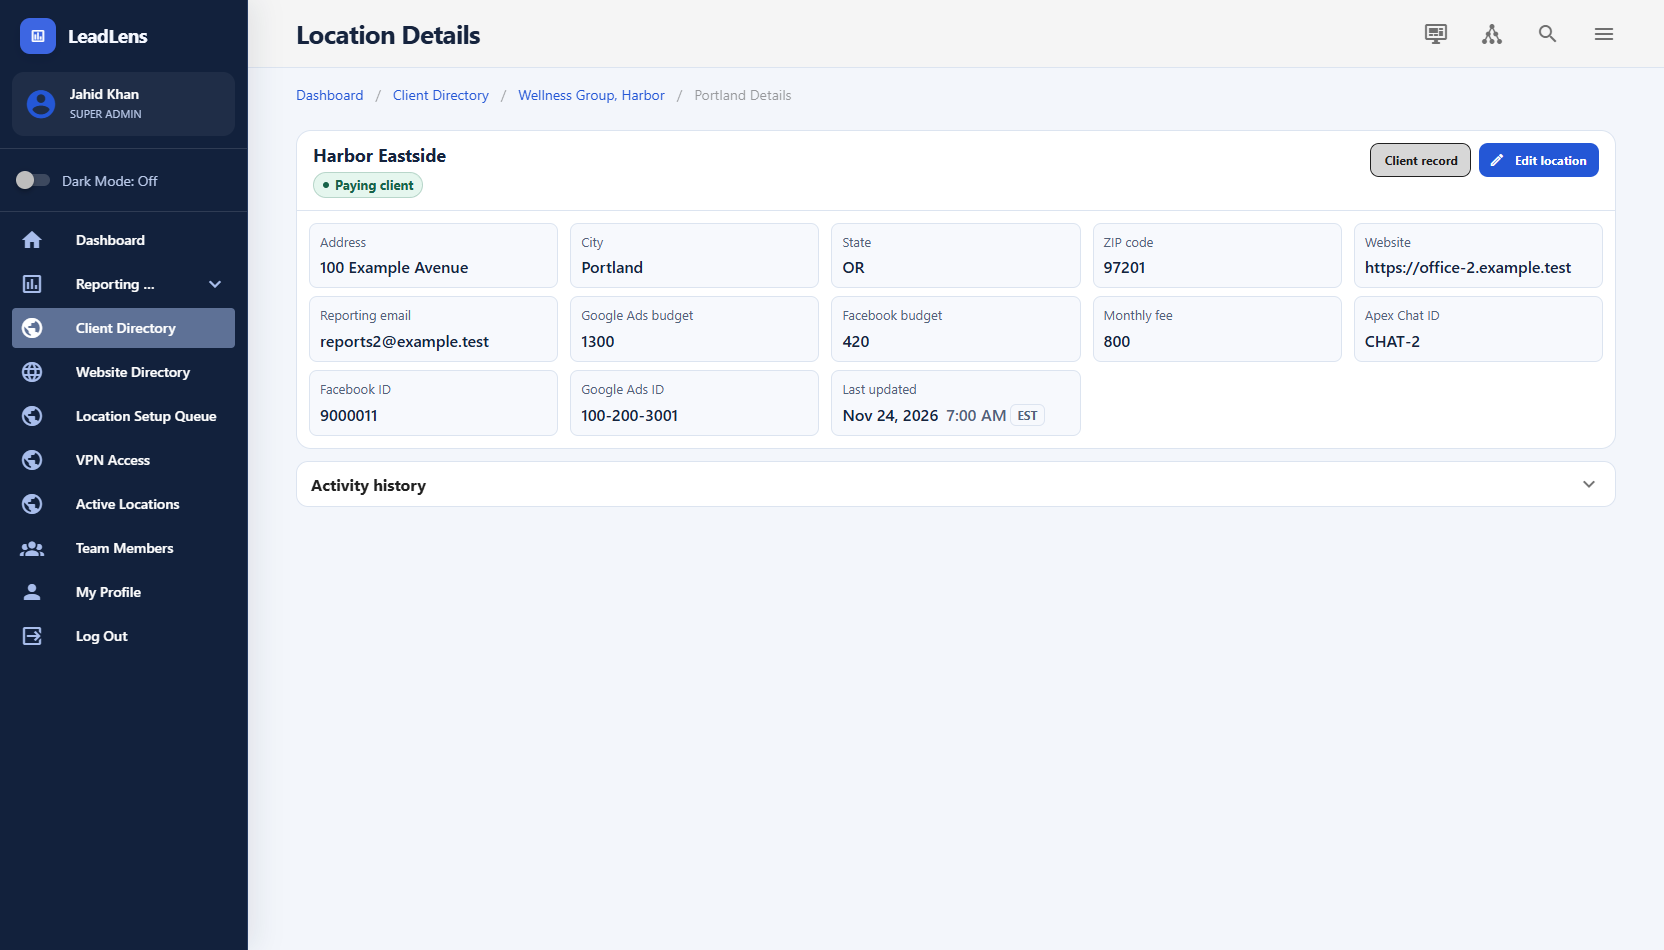 LeadLens
Jahid Khan
SUPER ADMIN
Dark Mode: Off
Dashboard
Reporting ...
Client Directory
Website Directory
Location Setup Queue
VPN Access
Active Locations
Team Members
My Profile
Log Out
Location Details
Dashboard / Client Directory / Wellness Group, Harbor / Portland Details
Harbor Eastside
Paying client
Client record
Edit location
Address
100 Example Avenue
City
Portland
State
OR
ZIP code
97201
Website
https://office-2.example.test
Reporting email
reports2@example.test
Google Ads budget
1300
Facebook budget
420
Monthly fee
800
Apex Chat ID
CHAT-2
Facebook ID
9000011
Google Ads ID
100-200-3001
Last updated
Nov 24, 2026 7:00 AM EST
Activity history